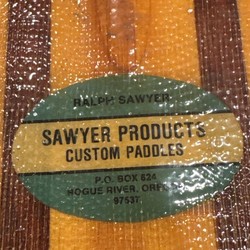 RALPH SAWYER
SAWYER PRODUCTS
CUSTOM PADDLES
P.O. BOX 624
ROGUE RIVER, ORE
97537